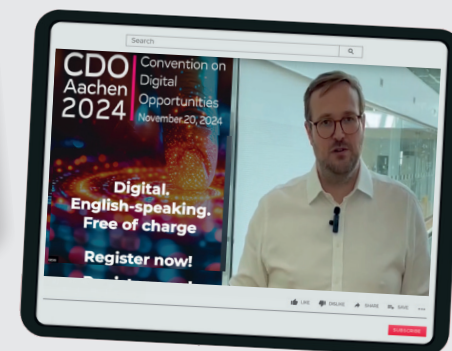 Search
CDO
Aachen
2024
Convention on
Digital
Opportunities
November 20, 2024
Digital.
English-speaking.
Free of charge
Register now!
LIKE
DISLIKE
SHARE
SAVE
SUBSCRIBE